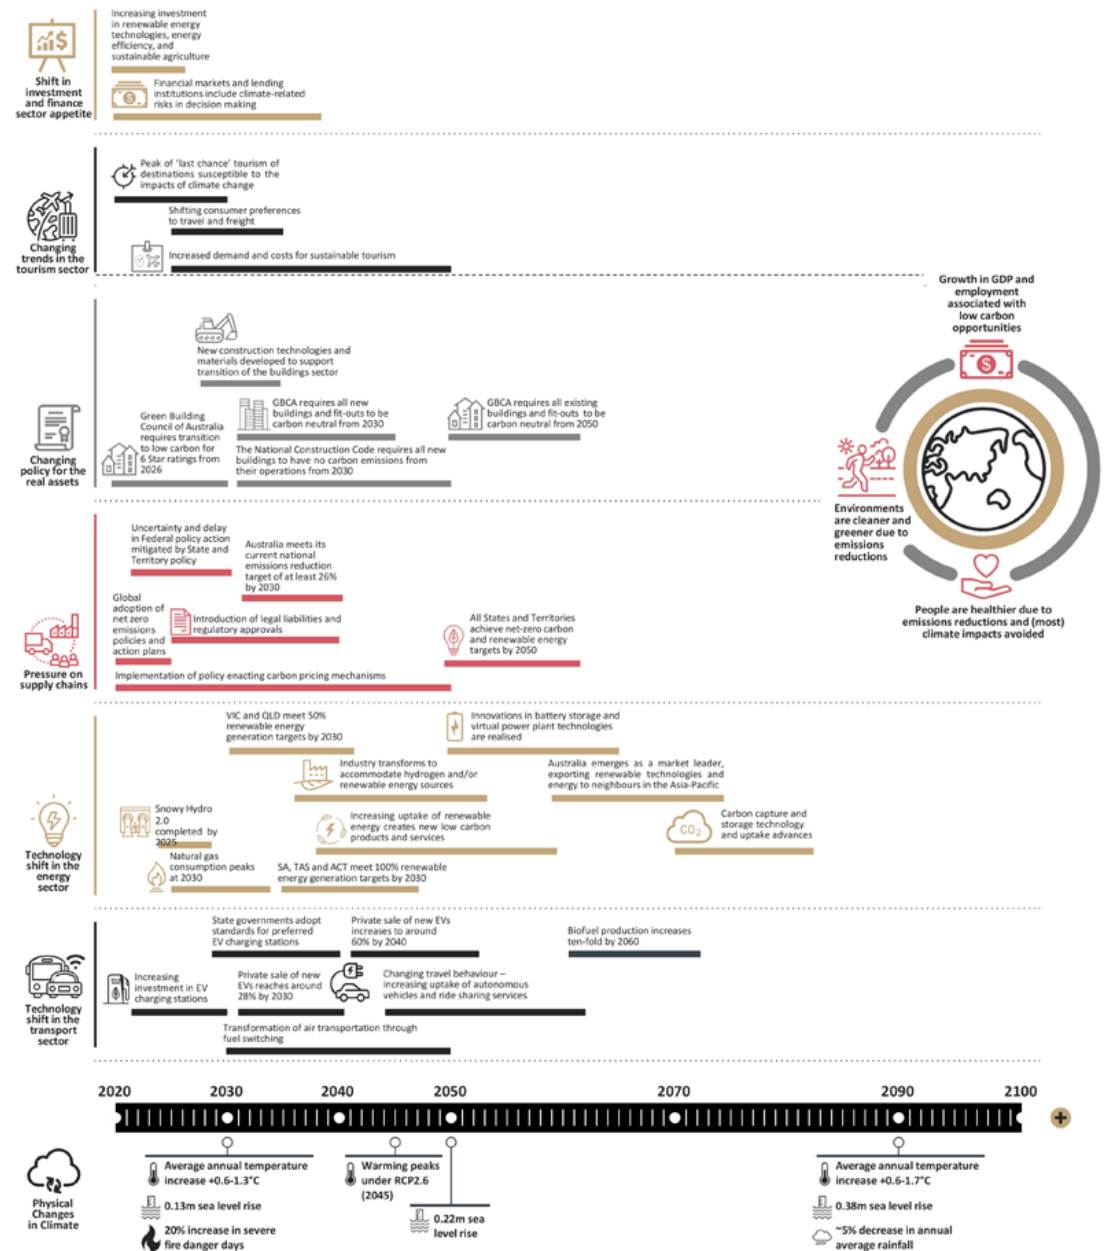 Increasing investment
in renewable energy
technologies, energy
efficiency, and
sustainable agriculture
Shift in
investment
and finance
sector appetite
Financial markets and lending
institutions include climate-related
risks in decision making
Peak of 'last chance' tourism of
destinations susceptible to the
impacts of climate change
Shifting consumer preferences
to travel and freight
Changing
trends in the
tourism sector
Increased demand and costs for sustainable tourism
Growth in GDP and
employment
associated with
low carbon
opportunities
New construction technologies and
materials developed to support
transition of the buildings sector
Changing
policy for the
real assets
Green Building
Council of Australia
requires transition
to low carbon for
6 Star ratings from
2026
GBCA requires all new
buildings and fit-outs to be
carbon neutral from 2030
GBCA requires all existing
buildings and fit-outs to be
carbon neutral from 2050
The National Construction Code requires all new
buildings to have no carbon emissions from
their operations from 2030
Environments
are cleaner and
greener due to
emissions
reductions
People are healthier due to
emissions reductions and (most)
climate impacts avoided
Uncertainty and delay
in Federal policy action
mitigated by State and
Territory policy
Australia meets its
current national
emissions reduction
target of at least 26%
by 2030
Global
adoption of
net zero
emissions
policies and
action plans
Introduction of legal liabilities and
regulatory approvals
All States and Territories
achieve net-zero carbon
and renewable energy
targets by 2050
Pressure on
supply chains
Implementation of policy enacting carbon pricing mechanisms
VIC and QLD meet 50%
renewable energy
generation targets by 2030
Innovations in battery storage and
virtual power plant technologies
are realised
Industry transforms to
accommodate hydrogen and/or
renewable energy sources
Australia emerges as a market leader,
exporting renewable technologies and
energy to neighbours in the Asia-Pacific
Snowy Hydro
2.0
completed by
2025
Increasing uptake of renewable
energy creates new low carbon
products and services
CO2
Carbon capture and
storage technology
and uptake advances
Technology
shift in the
energy
sector
Natural gas
consumption peaks
at 2030
SA, TAS and ACT meet 100% renewable
energy generation targets by 2030
State governments adopt
standards for preferred
EV charging stations
Private sale of new EVs
increases to around
60% by 2040
Biofuel production increases
ten-fold by 2060
Technology
shift in the
transport
sector
Increasing
investment in EV
charging stations
Private sale of new
EVs reaches around
28% by 2030
Changing travel behaviour –
increasing uptake of autonomous
vehicles and ride sharing services
Transformation of air transportation through
fuel switching
2020 2030 2040 2050 2070 2090 2100
Physical
Changes
in Climate
Average annual temperature
increase +0.6-1.3°C
0.13m sea level rise
20% increase in severe
fire danger days
Warming peaks
under RCP2.6
(2045)
0.22m sea
level rise
Average annual temperature
increase +0.6-1.7°C
0.38m sea level rise
~5% decrease in annual
average rainfall